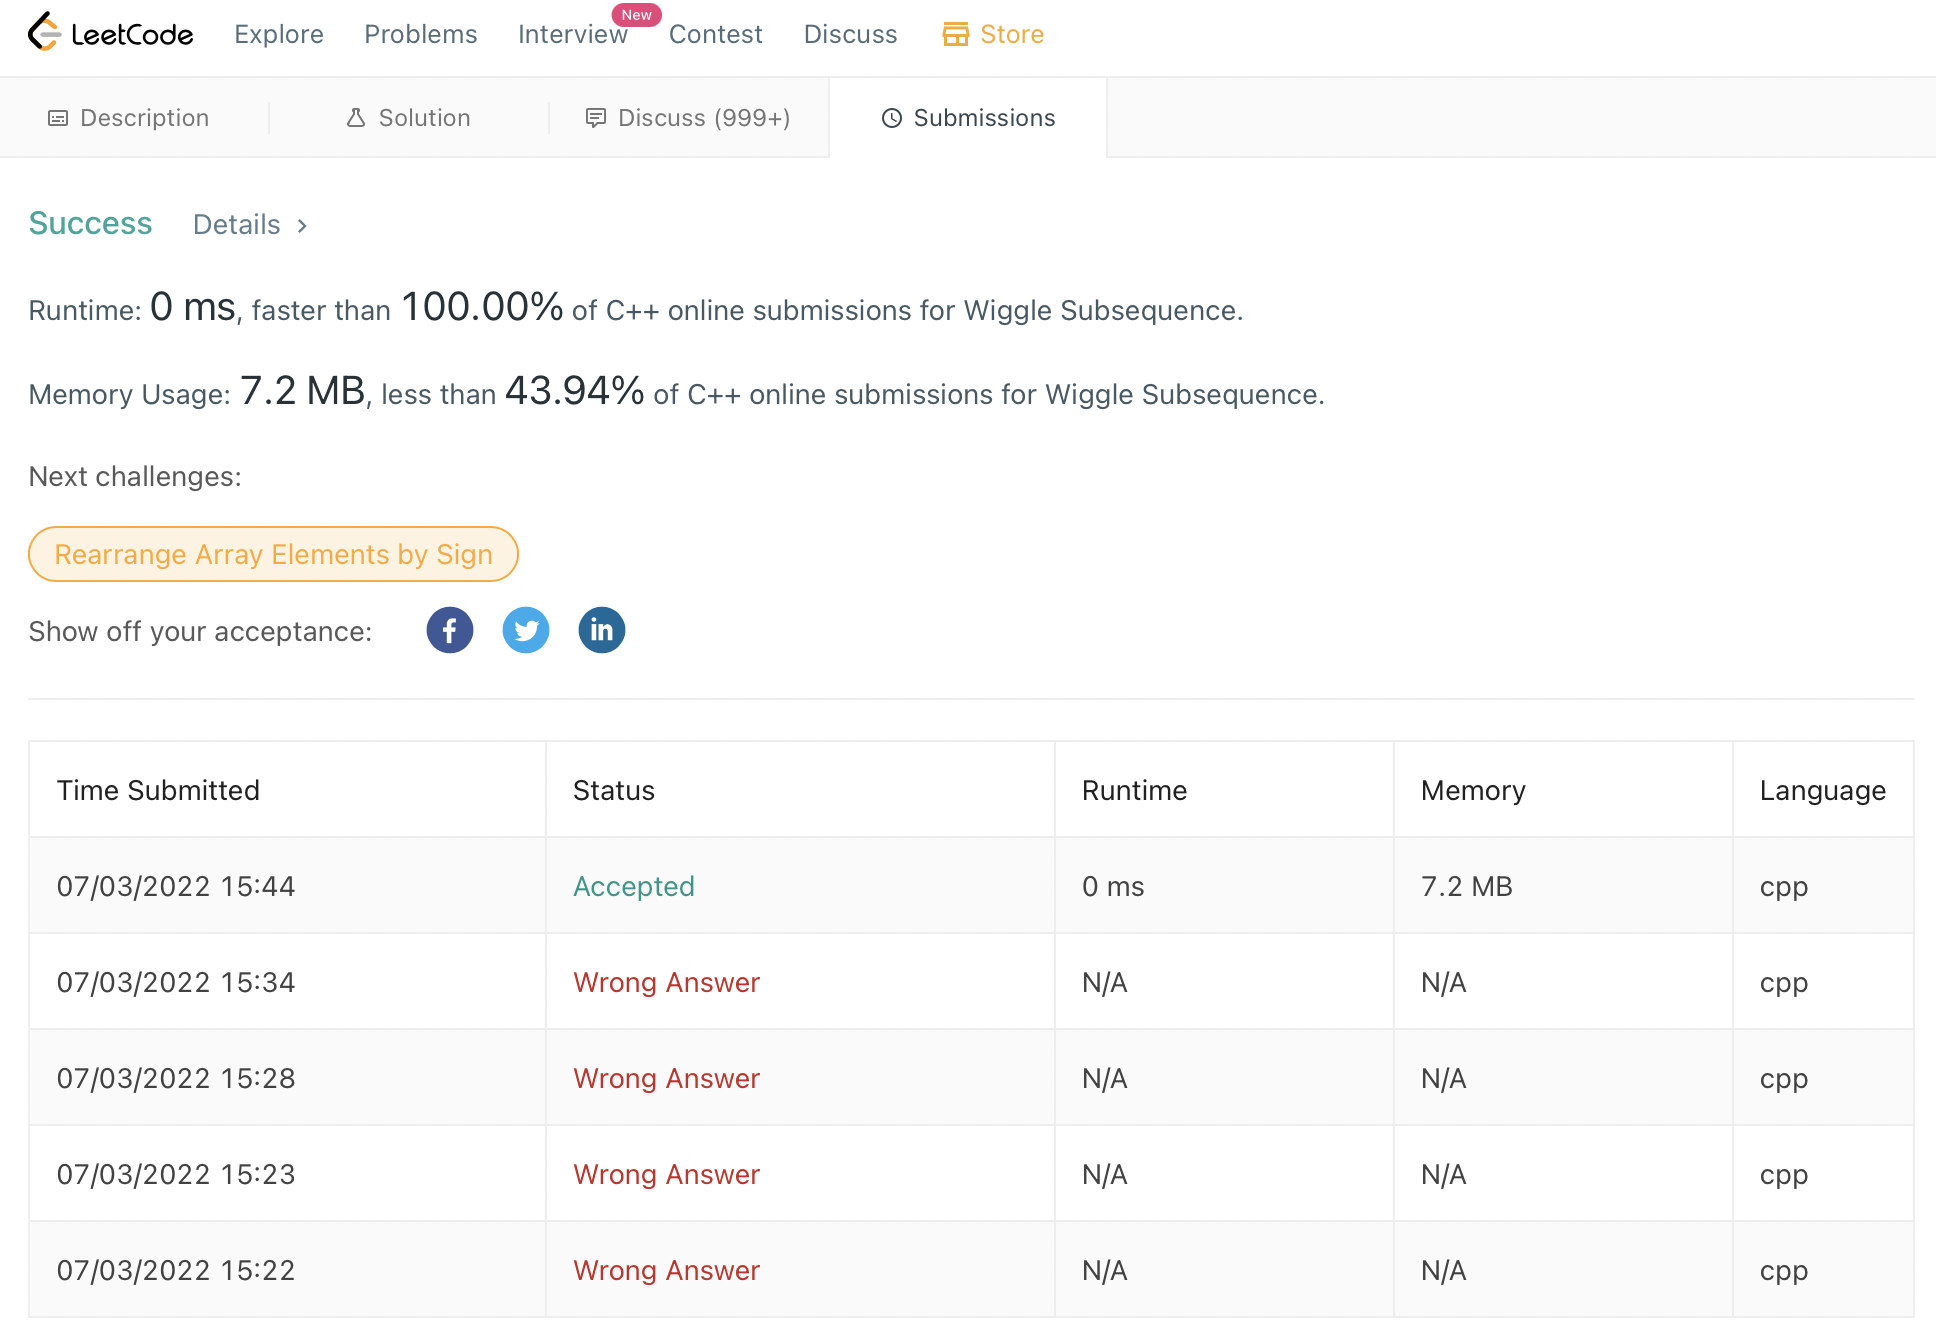 LeetCode Explore Problems Interview New Contest Discuss Store
Description Solution Discuss (999+) Submissions
Success Details >
Runtime: 0 ms, faster than 100.00% of C++ online submissions for Wiggle Subsequence.
Memory Usage: 7.2 MB, less than 43.94% of C++ online submissions for Wiggle Subsequence.
Next challenges:
Rearrange Array Elements by Sign
Show off your acceptance:
Time Submitted Status Runtime Memory Language
07/03/2022 15:44 Accepted 0 ms 7.2 MB cpp
07/03/2022 15:34 Wrong Answer N/A N/A cpp
07/03/2022 15:28 Wrong Answer N/A N/A cpp
07/03/2022 15:23 Wrong Answer N/A N/A cpp
07/03/2022 15:22 Wrong Answer N/A N/A cpp